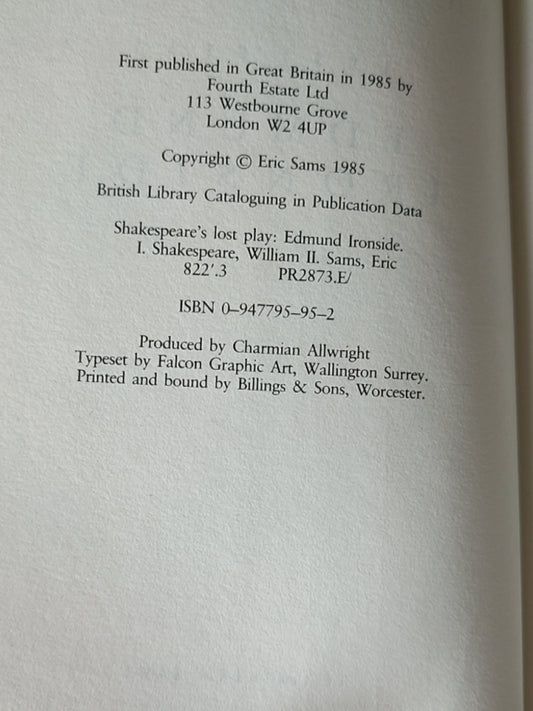 First published in Great Britain in 1985 by
Fourth Estate Ltd
113 Westbourne Grove
London W2 4UP
Copyright © Eric Sams 1985
British Library Cataloguing in Publication Data
Shakespeare's lost play: Edmund Ironside.
I. Shakespeare, William II. Sams, Eric
822'.3 PR2873.E/
ISBN 0–947795–95–2
Produced by Charmian Allwright
Typeset by Falcon Graphic Art, Wallington Surrey.
Printed and bound by Billings & Sons, Worcester.